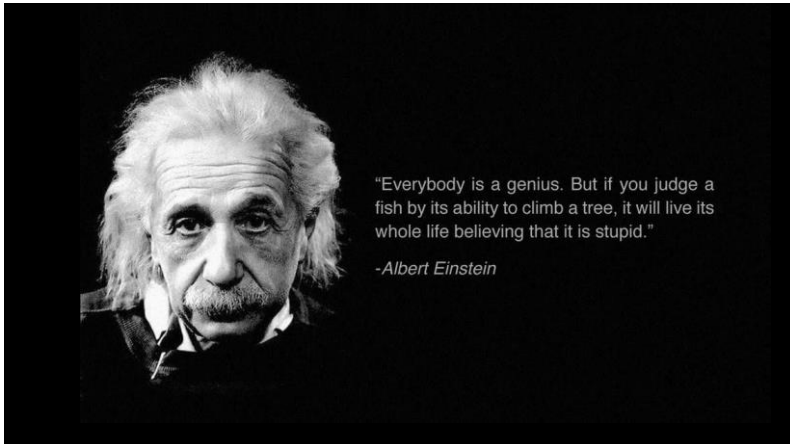 “Everybody is a genius. But if you judge a
fish by its ability to climb a tree, it will live its
whole life believing that it is stupid.”
-Albert Einstein